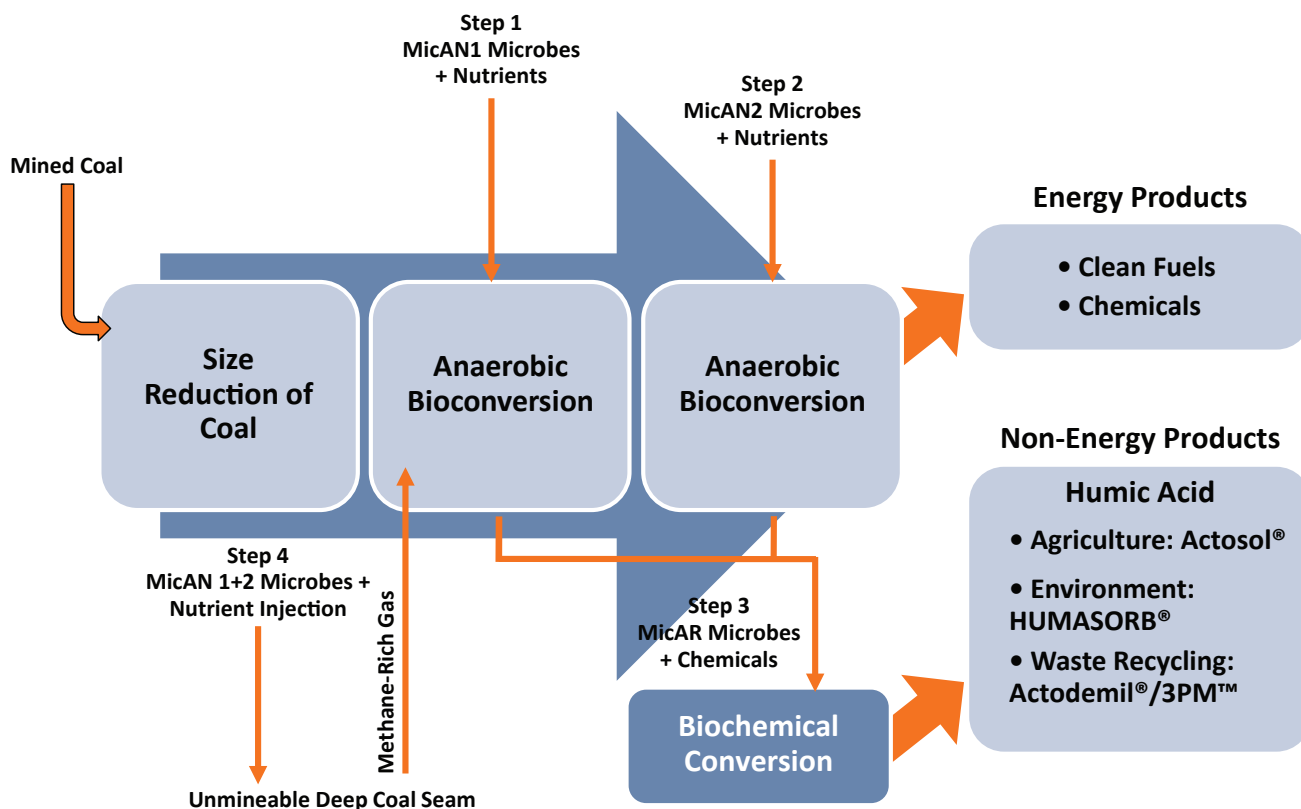 Step 1
MicAN1 Microbes
+ Nutrients
Step 2
MicAN2 Microbes
+ Nutrients
Mined Coal
Size
Reduction of
Coal
Anaerobic
Bioconversion
Anaerobic
Bioconversion
Energy Products
• Clean Fuels
• Chemicals
Non-Energy Products
Humic Acid
• Agriculture: Actosol®
• Environment:
HUMASORB®
• Waste Recycling:
Actodemil®/3PM™
Step 4
MicAN 1+2 Microbes +
Nutrient Injection
Methane-Rich Gas
Step 3
MicAR Microbes
+ Chemicals
Biochemical
Conversion
Unmineable Deep Coal Seam